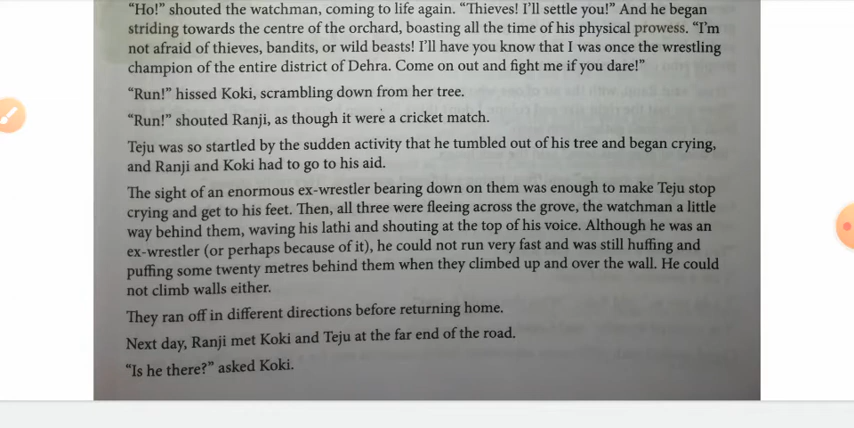 “Ho!” shouted the watchman, coming to life again. “Thieves! I’ll settle you!” And he began
striding towards the centre of the orchard, boasting all the time of his physical prowess. “I’m
not afraid of thieves, bandits, or wild beasts! I’ll have you know that I was once the wrestling
champion of the entire district of Dehra. Come on out and fight me if you dare!”
“Run!” hissed Koki, scrambling down from her tree.
“Run!” shouted Ranji, as though it were a cricket match.
Teju was so startled by the sudden activity that he tumbled out of his tree and began crying,
and Ranji and Koki had to go to his aid.
The sight of an enormous ex-wrestler bearing down on them was enough to make Teju stop
crying and get to his feet. Then, all three were fleeing across the grove, the watchman a little
way behind them, waving his lathi and shouting at the top of his voice. Although he was an
ex-wrestler (or perhaps because of it), he could not run very fast and was still huffing and
puffing some twenty metres behind them when they climbed up and over the wall. He could
not climb walls either.
They ran off in different directions before returning home.
Next day, Ranji met Koki and Teju at the far end of the road.
“Is he there?” asked Koki.